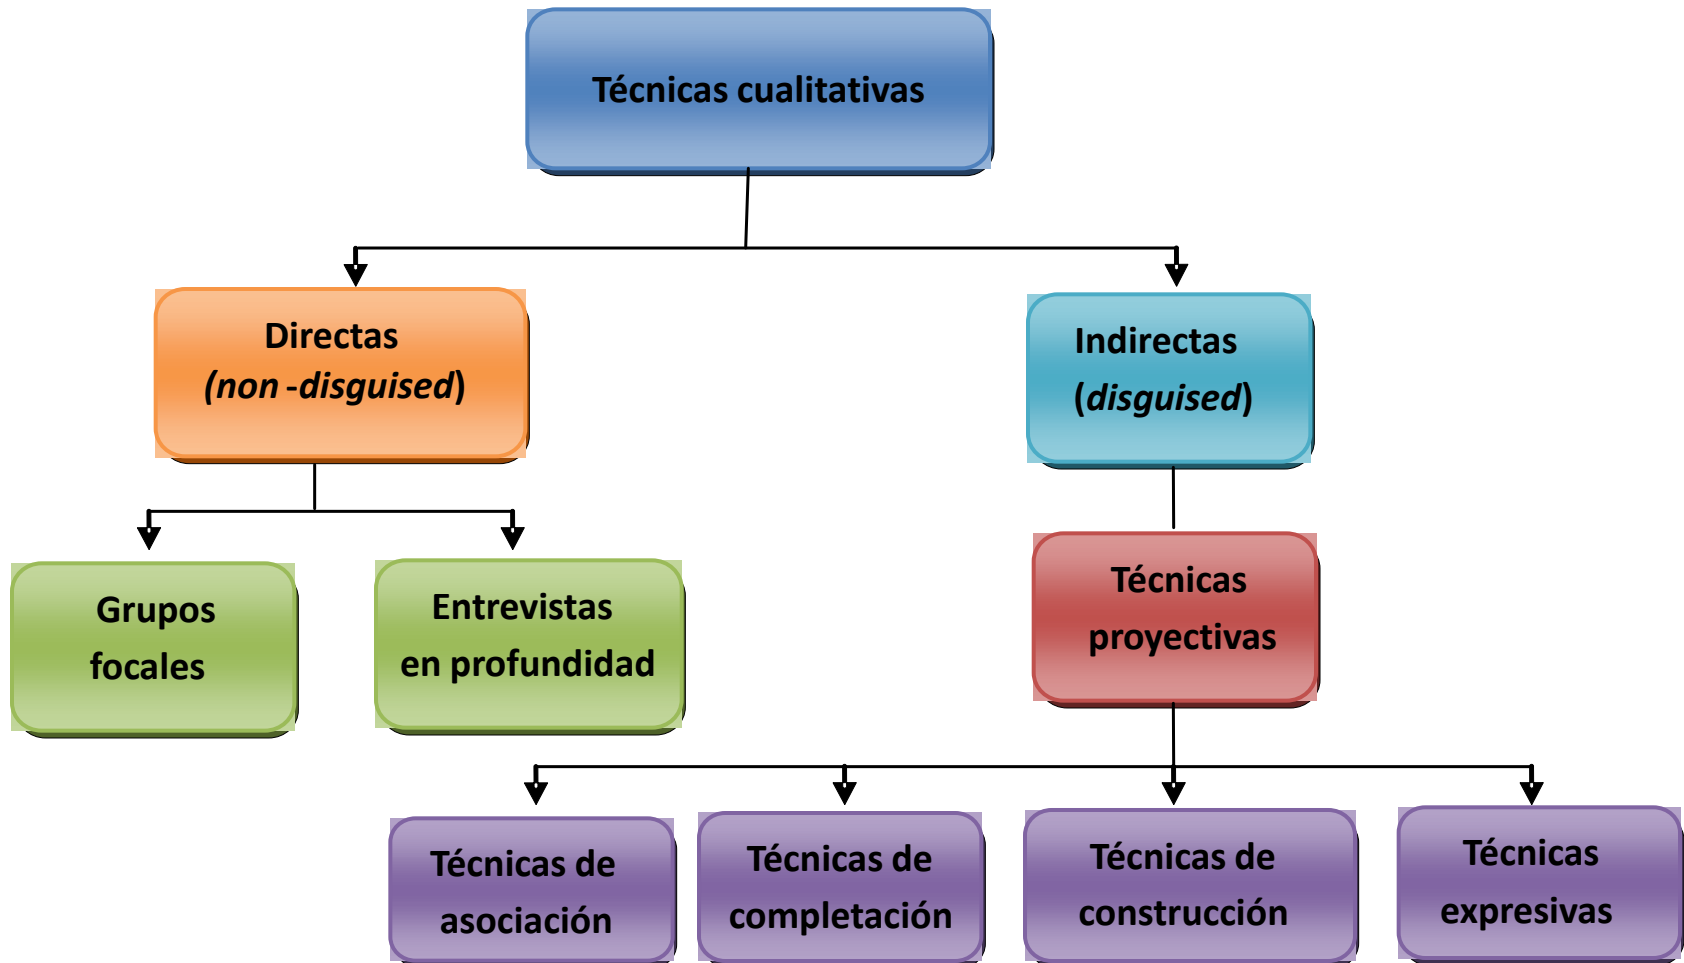 Técnicas cualitativas
Directas
(non -disguised)
Indirectas
(disguised)
Grupos
focales
Entrevistas
en profundidad
Técnicas
proyectivas
Técnicas de
asociación
Técnicas de
completación
Técnicas de
construcción
Técnicas
expresivas